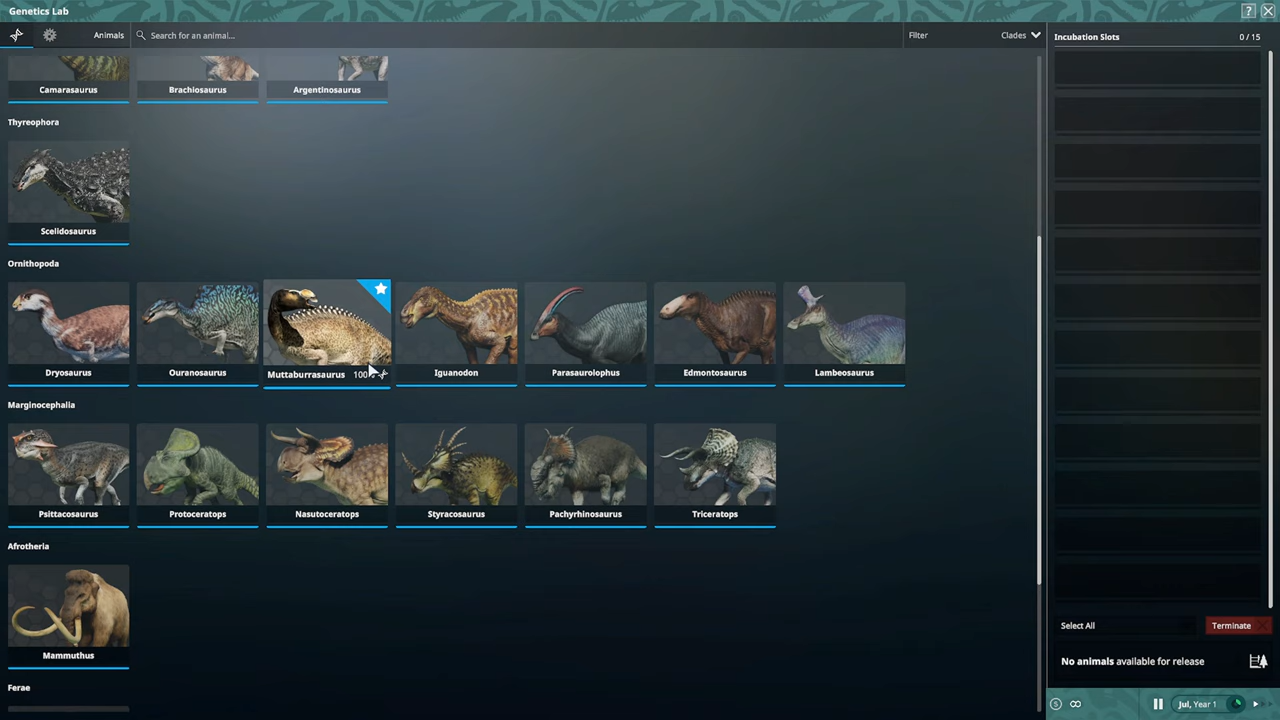 Genetics Lab
?
Animals
Search for an animal...
Filter
Clades
Incubation Slots
0 / 15
Camarasaurus
Brachiosaurus
Argentinosaurus
Thyreophora
Scelidosaurus
Ornithopoda
Dryosaurus
Ouranosaurus
Muttaburrasaurus
Iguanodon
Parasaurolophus
Edmontosaurus
Lambeosaurus
Marginocephalia
Psittacosaurus
Protoceratops
Nasutoceratops
Styracosaurus
Pachyrhinosaurus
Triceratops
Afrotheria
Mammuthus
Ferae
Select All
Terminate
No animals available for release
Jul, Year 1